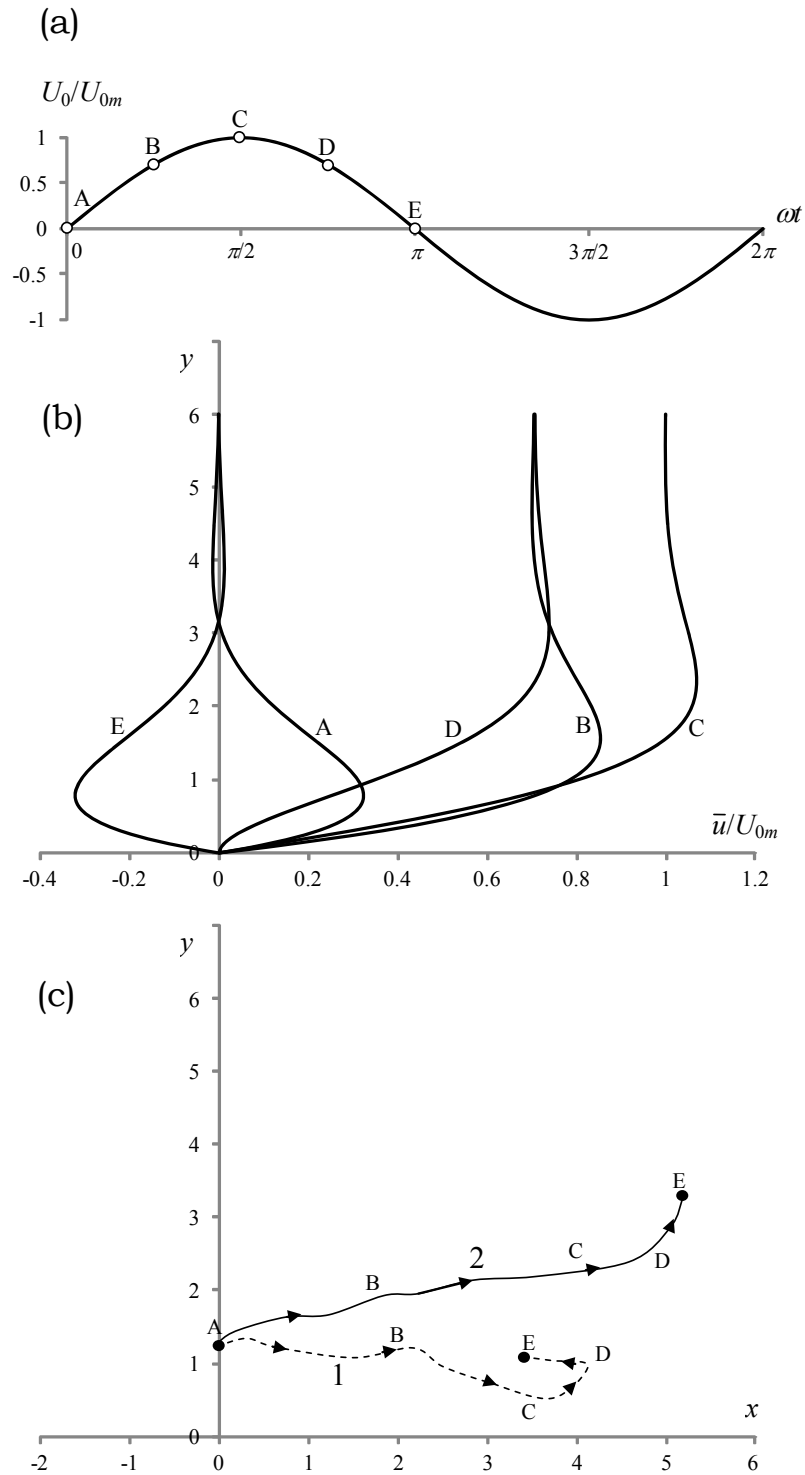 (a)
U₀/U₀ₘ
C
1
B
D
0.5
A
E
ωt
0
0
π/2
π
3π/2
2π
-0.5
-1
y
(b)
6
5
4
3
2
E
A
D
B
C
1
ū/U₀ₘ
0
-0.4
-0.2
0
0.2
0.4
0.6
0.8
1
1.2
y
(c)
6
5
4
3
E
2
C
B
D
2
A
B
E
D
1
1
C
x
0
-2
-1
0
1
2
3
4
5
6